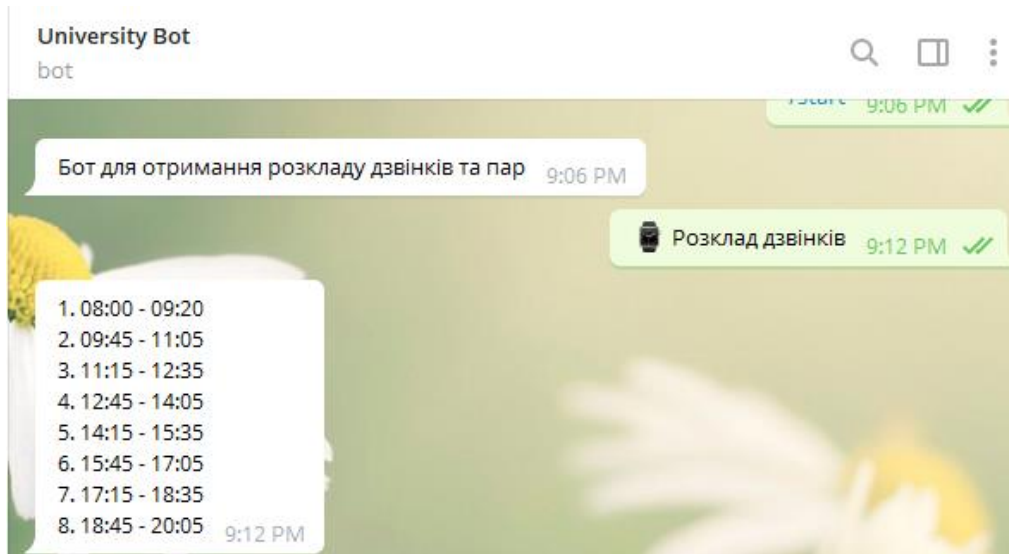 University Bot
bot
/start 9:06 PM
Бот для отримання розкладу дзвінків та пар 9:06 PM
Розклад дзвінків 9:12 PM
1. 08:00 - 09:20
2. 09:45 - 11:05
3. 11:15 - 12:35
4. 12:45 - 14:05
5. 14:15 - 15:35
6. 15:45 - 17:05
7. 17:15 - 18:35
8. 18:45 - 20:05 9:12 PM